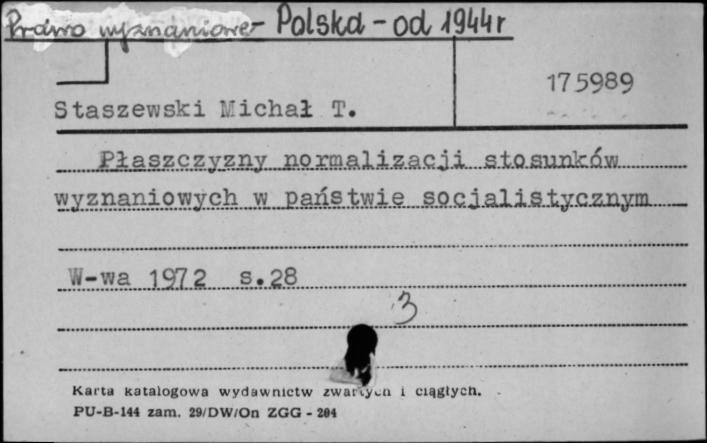 Prawo wyznaniowe - Polska - od 1944 r
175989
Staszewski Michał T.
Płaszczyzny normalizacji stosunków
wyznaniowych w państwie socjalistycznym
W-wa 1972 s.28
3
Karta katalogowa wydawnictw zwartych i ciągłych.
PU-B-144 zam. 29/DW/On ZGG - 204